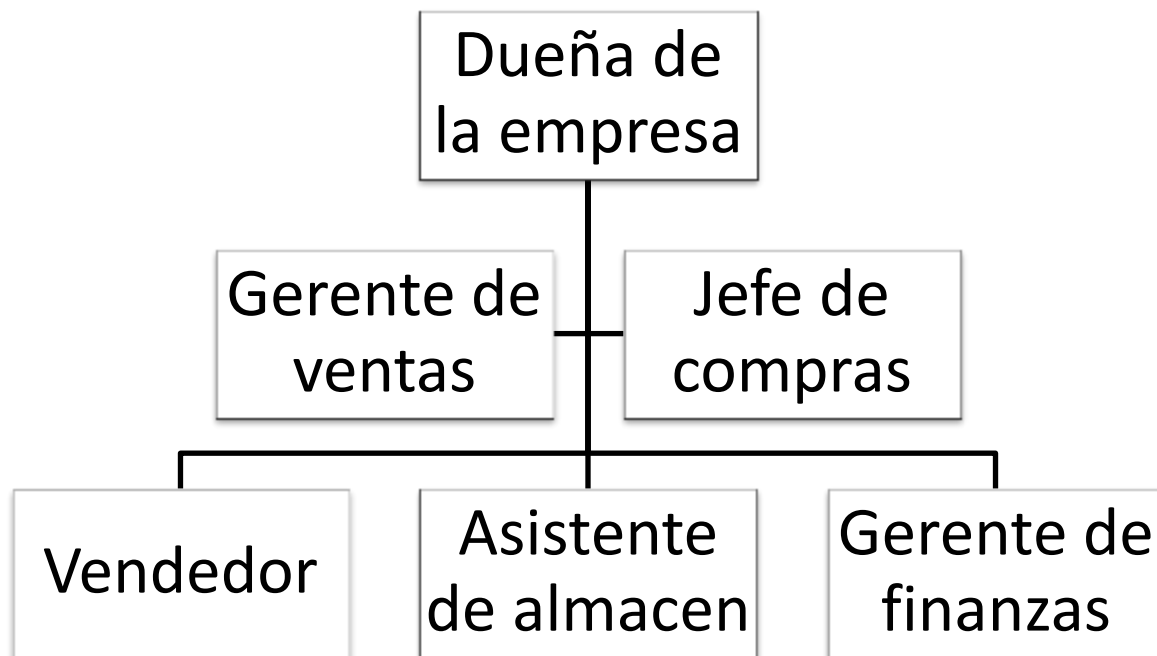 Dueña de
la empresa
Gerente de
ventas
Jefe de
compras
Vendedor
Asistente
de almacen
Gerente de
finanzas